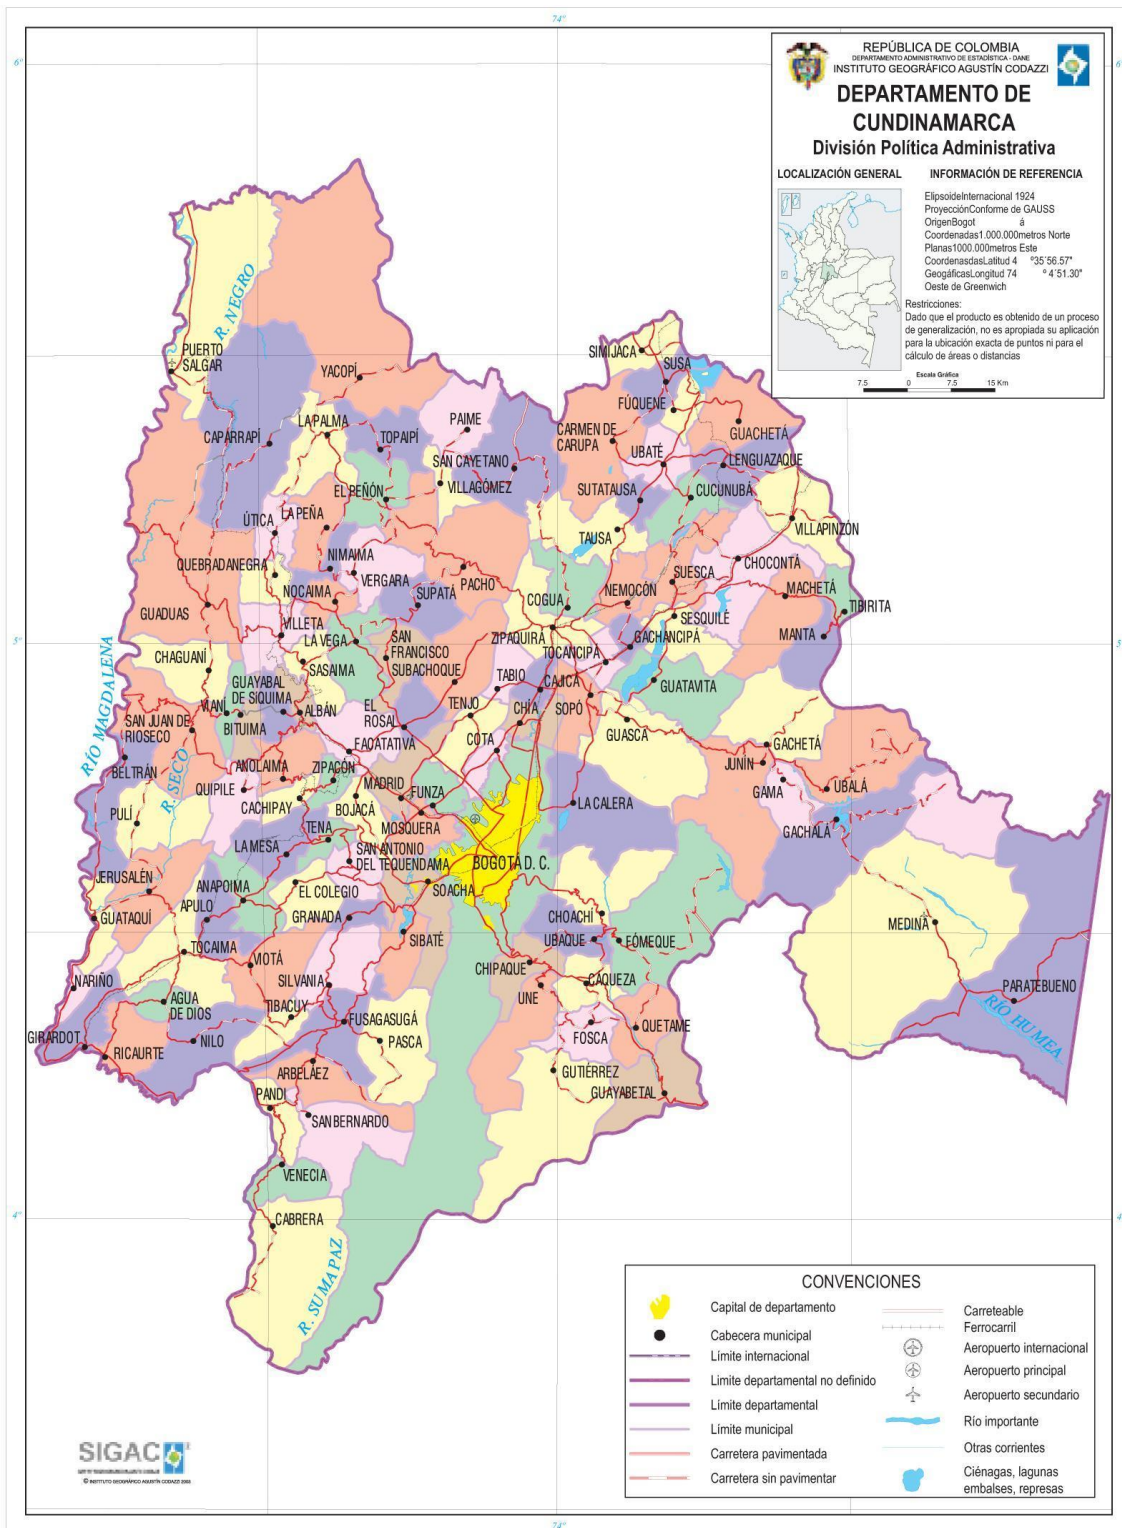 74°
6°
6
REPÚBLICA DE COLOMBIA
DEPARTAMENTO ADMINISTRATIVO DE ESTADÍSTICA - DANE
INSTITUTO GEOGRÁFICO AGUSTÍN CODAZZI
DEPARTAMENTO DE
CUNDINAMARCA
División Política Administrativa
LOCALIZACIÓN GENERAL
INFORMACIÓN DE REFERENCIA
ElipsoideInternacional 1924
ProyecciónConforme de GAUSS
OrigenBogot á
Coordenadas1.000.000metros Norte
Planas1000.000metros Este
CoordenasdasLatitud 4 º35´56.57"
GeogáficasLongitud 74 º 4´51.30"
Oeste de Greenwich
Restricciones:
Dado que el producto es obtenido de un proceso
de generalización, no es apropiada su aplicación
para la ubicación exacta de puntos ni para el
cálculo de áreas o distancias
Escala Gráfica
7.5 0 7.5 15 Km
R. NEGRO
PUERTO
SALGAR
YACOPÍ
SIMIJACA
SUSA
FÚQUENE
GUACHETÁ
CAPARRAPÍ
LA PALMA
TOPAIPÍ
PAIME
SAN CAYETANO
VILLAGÓMEZ
CARMEN DE
CARUPA
UBATÉ
LENGUAZAQUE
SUTATAUSA
CUCUNUBÁ
EL PEÑÓN
ÚTICA
LA PEÑA
TAUSA
VILLAPINZÓN
QUEBRADANEGRA
NIMAIMA
VERGARA
PACHO
CHOCONTÁ
NOCAIMA
SUPATÁ
COGUA
NEMOCÓN
SUESCA
MACHETÁ
TIBIRITA
GUADUAS
VILLETA
LA VEGA
SAN
FRANCISCO
SUBACHOQUE
ZIPAQUIRÁ
SESQUILÉ
MANTA
GACHANCIPÁ
TOCANCIPÁ
5°
5
CHAGUANÍ
SASAIMA
GUAYABAL
DE SÍQUIMA
TABIO
CAJICÁ
GUATAVITA
VIANÍ
BITUIMA
ALBÁN
EL
ROSAL
TENJO
CHÍA
SOPÓ
GUASCA
RÍO MAGDALENA
SAN JUAN DE
RIOSECO
R. SECO
BELTRÁN
FACATATIVA
COTA
GACHETÁ
JUNÍN
GAMA
UBALÁ
ANOLAIMA
ZIPACÓN
QUIPILE
CACHIPAY
BOJACÁ
MADRID
FUNZA
MOSQUERA
LA CALERA
PULÍ
GACHALÁ
TENA
LA MESA
SAN ANTONIO
DEL TEQUENDAMA
BOGOTÁ D. C.
JERUSALÉN
ANAPOIMA
EL COLEGIO
SOACHA
GUATAQUÍ
APULO
GRANADA
CHOACHÍ
MEDINA
SIBATÉ
UBAQUE
FÓMEQUE
TOCAIMA
VIOTÁ
CHIPAQUE
NARIÑO
SILVANIA
CÁQUEZA
UNE
PARATEBUENO
AGUA
DE DIOS
TIBACUY
FUSAGASUGÁ
FOSCA
QUETAME
RÍO HUMEA
GIRARDOT
RICAURTE
NILO
PASCA
ARBELÁEZ
GUTIÉRREZ
GUAYABETAL
PANDI
SAN BERNARDO
VENECIA
CABRERA
4°
4
R. SUMAPAZ
CONVENCIONES
Capital de departamento
Cabecera municipal
Límite internacional
Limite departamental no definido
Límite departamental
Límite municipal
Carretera pavimentada
Carretera sin pavimentar
Carreteable
Ferrocarril
Aeropuerto internacional
Aeropuerto principal
Aeropuerto secundario
Río importante
Otras corrientes
Ciénagas, lagunas
embalses, represas
SIGAC
74°